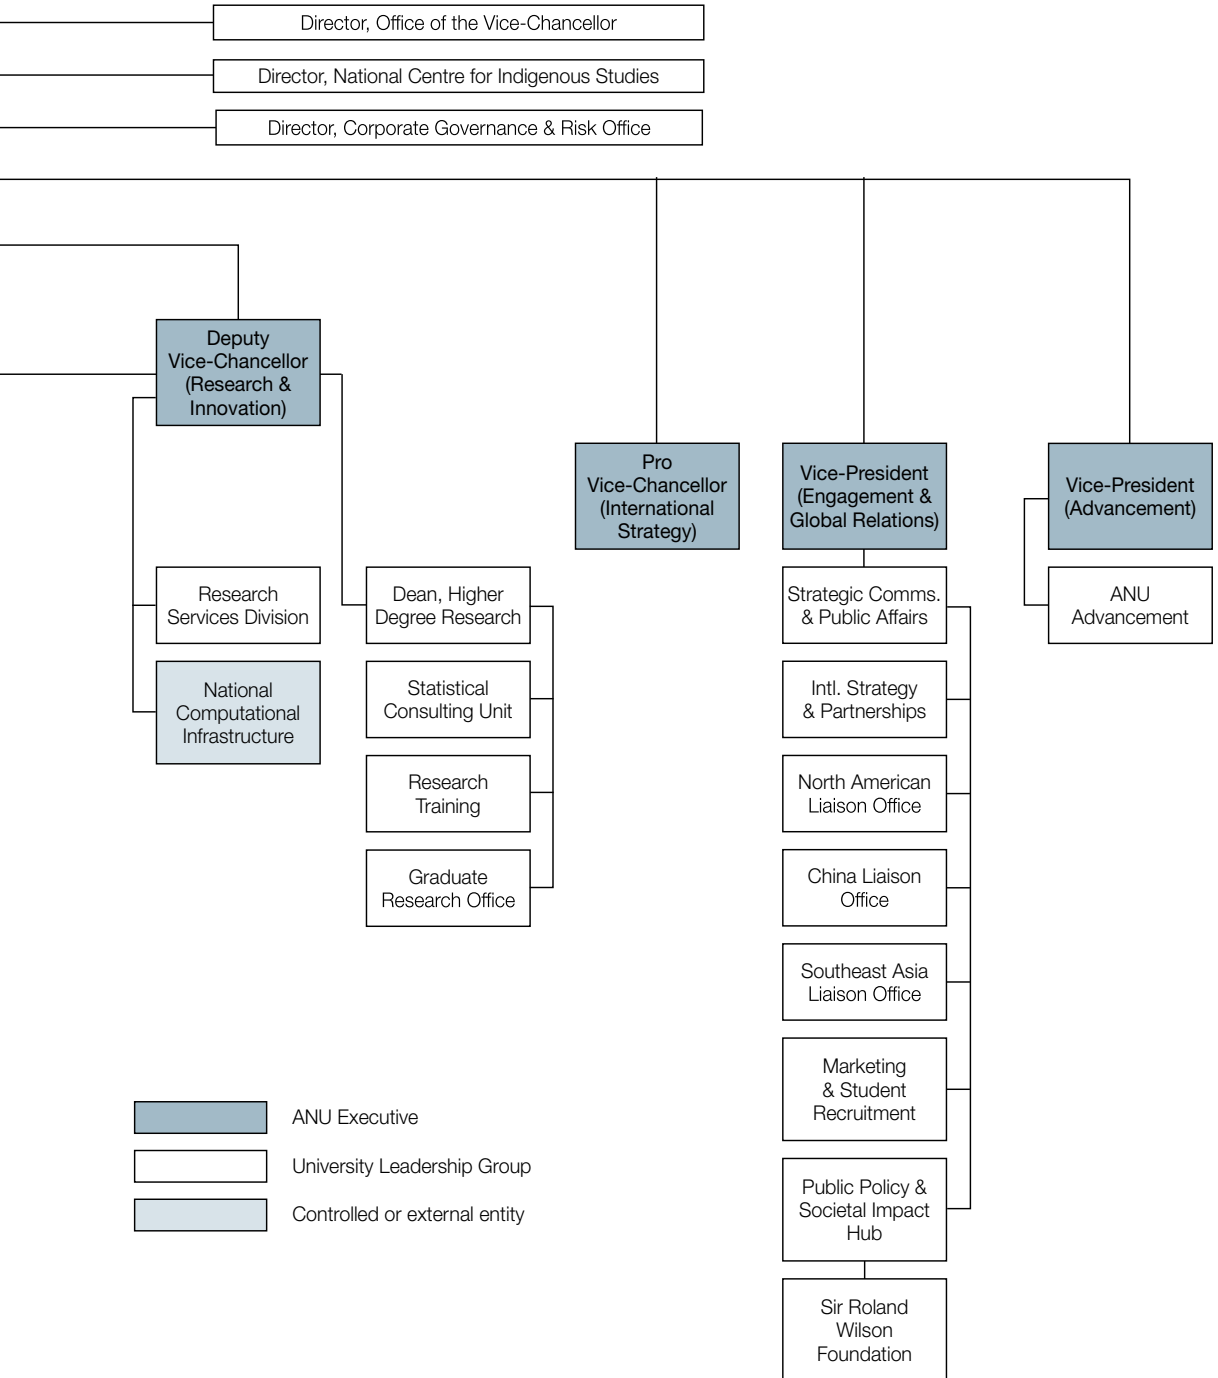 Director, Office of the Vice-Chancellor
Director, National Centre for Indigenous Studies
Director, Corporate Governance & Risk Office
Deputy
Vice-Chancellor
(Research &
Innovation)
Pro
Vice-Chancellor
(International
Strategy)
Vice-President
(Engagement &
Global Relations)
Vice-President
(Advancement)
Research
Services Division
National
Computational
Infrastructure
Dean, Higher
Degree Research
Statistical
Consulting Unit
Research
Training
Graduate
Research Office
Strategic Comms.
& Public Affairs
Intl. Strategy
& Partnerships
North American
Liaison Office
China Liaison
Office
Southeast Asia
Liaison Office
Marketing
& Student
Recruitment
Public Policy &
Societal Impact
Hub
Sir Roland
Wilson
Foundation
ANU
Advancement
ANU Executive
University Leadership Group
Controlled or external entity